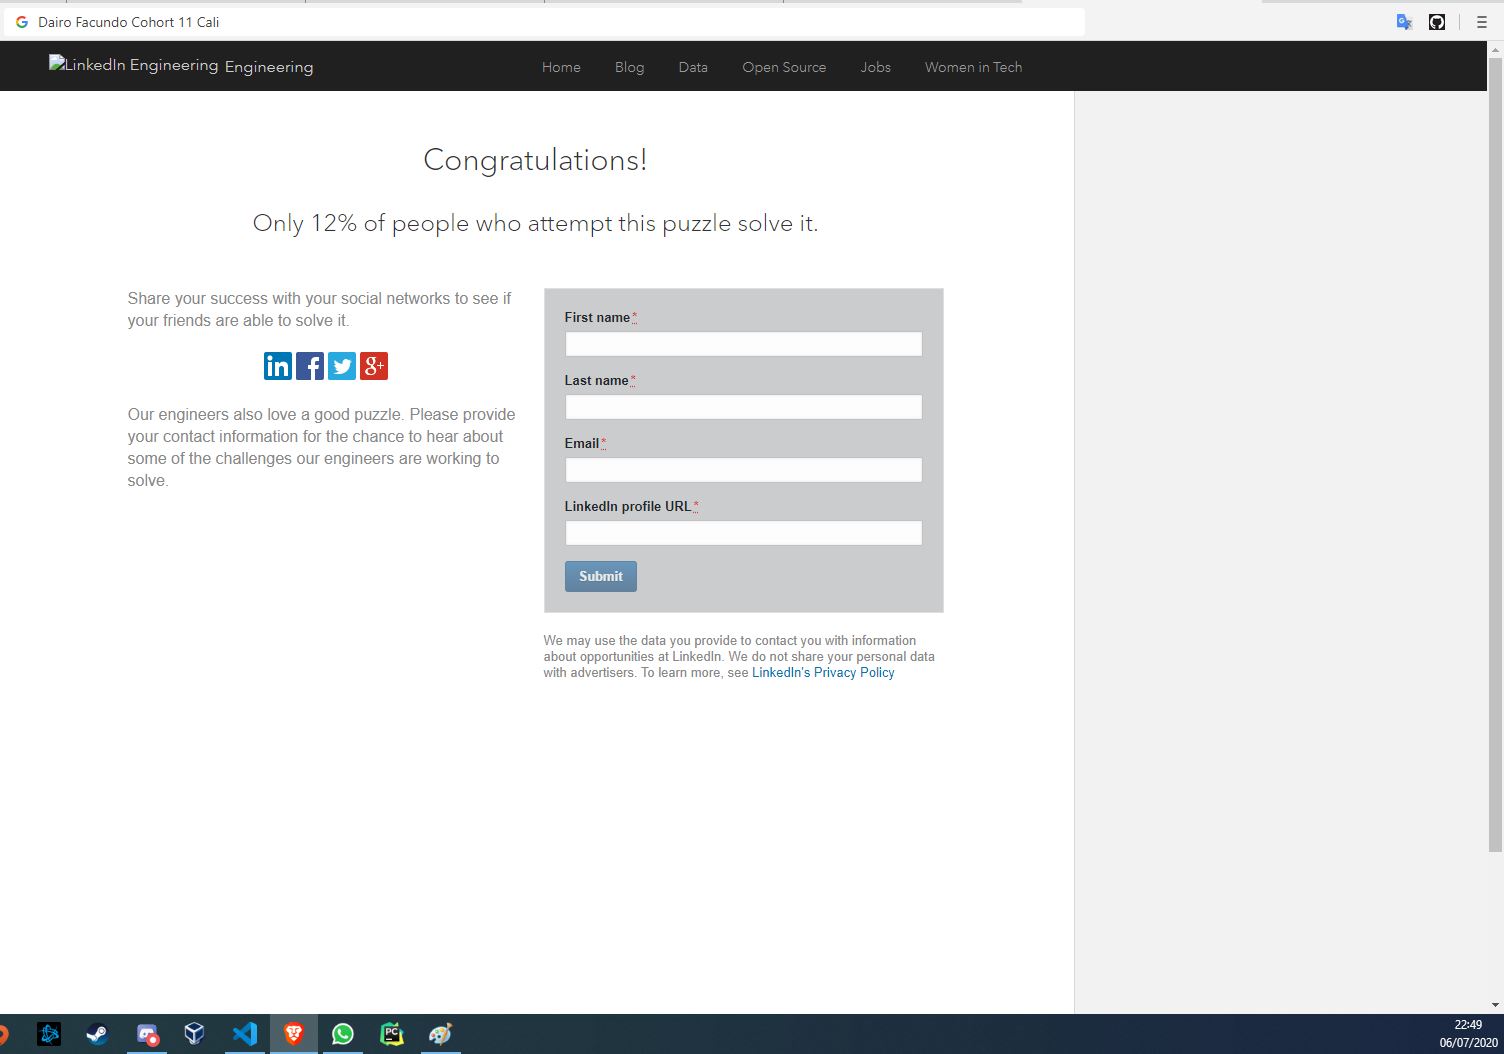 Dairo Facundo Cohort 11 Cali
LinkedIn Engineering Engineering
Home Blog Data Open Source Jobs Women in Tech
Congratulations!
Only 12% of people who attempt this puzzle solve it.
Share your success with your social networks to see if
your friends are able to solve it.
in f g+
Our engineers also love a good puzzle. Please provide
your contact information for the chance to hear about
some of the challenges our engineers are working to
solve.
First name*
Last name*
Email*
LinkedIn profile URL*
Submit
We may use the data you provide to contact you with information
about opportunities at LinkedIn. We do not share your personal data
with advertisers. To learn more, see LinkedIn's Privacy Policy
PC
22:49
06/07/2020